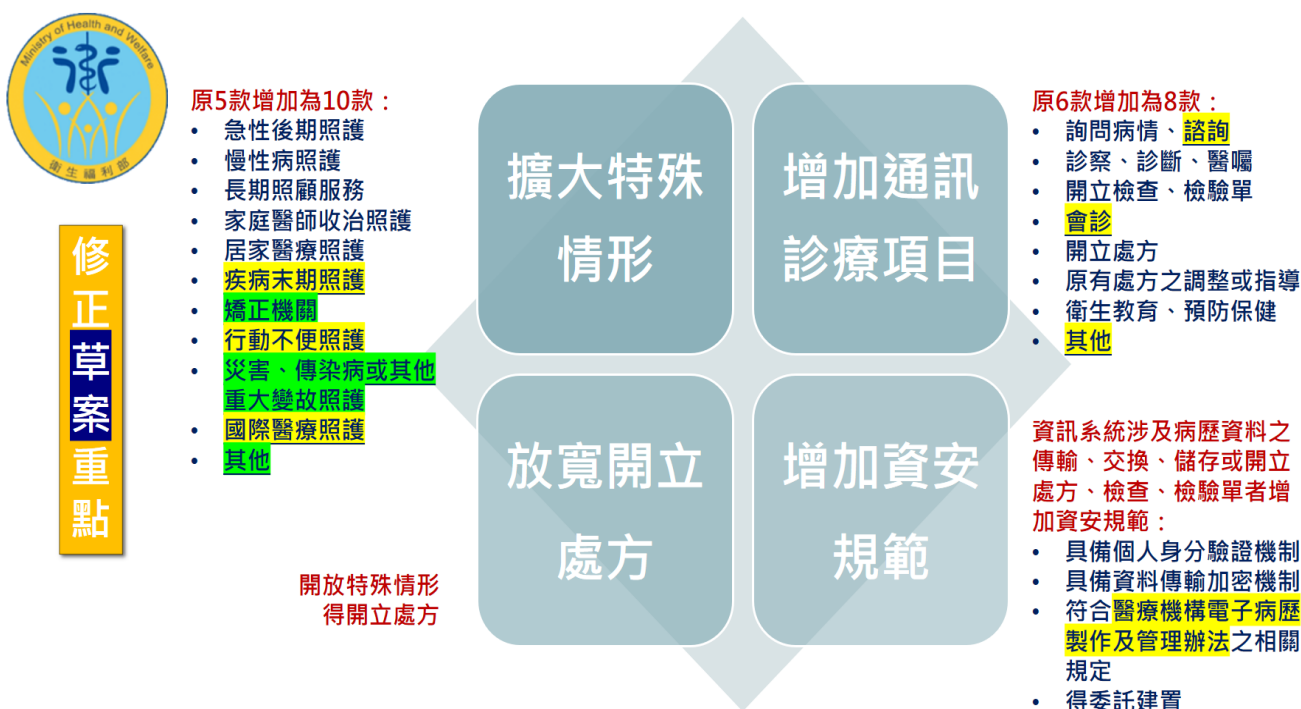 Ministry of Health and Welfare
衛生福利部
修正草案重點
原5款增加為10款：
• 急性後期照護
• 慢性病照護
• 長期照顧服務
• 家庭醫師收治照護
• 居家醫療照護
• 疾病末期照護
• 矯正機關
• 行動不便照護
• 災害、傳染病或其他
重大變故照護
• 國際醫療照護
• 其他
擴大特殊
情形
增加通訊
診療項目
原6款增加為8款：
• 詢問病情、諮詢
• 診察、診斷、醫囑
• 開立檢查、檢驗單
• 會診
• 開立處方
• 原有處方之調整或指導
• 衛生教育、預防保健
• 其他
開放特殊情形
得開立處方
放寬開立
處方
增加資安
規範
資訊系統涉及病歷資料之
傳輸、交換、儲存或開立
處方、檢查、檢驗單者增
加資安規範：
• 具備個人身分驗證機制
• 具備資料傳輸加密機制
• 符合醫療機構電子病歷
製作及管理辦法之相關
規定
• 得委託建置